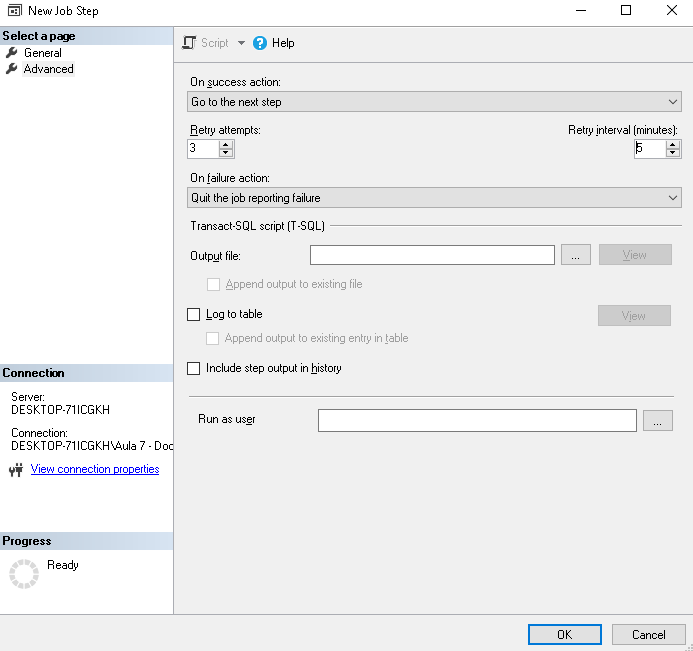 New Job Step
Select a page
General
Advanced
Script
Help
On success action:
Go to the next step
Retry attempts:
Retry interval (minutes):
3
5
On failure action:
Quit the job reporting failure
Transact-SQL script (T-SQL)
Output file:
...
View
Append output to existing file
Log to table
View
Append output to existing entry in table
Include step output in history
Run as user
...
Connection
Server:
DESKTOP-71ICGKH
Connection:
DESKTOP-71ICGKH\Aula 7 - Doc
View connection properties
Progress
Ready
OK
Cancel